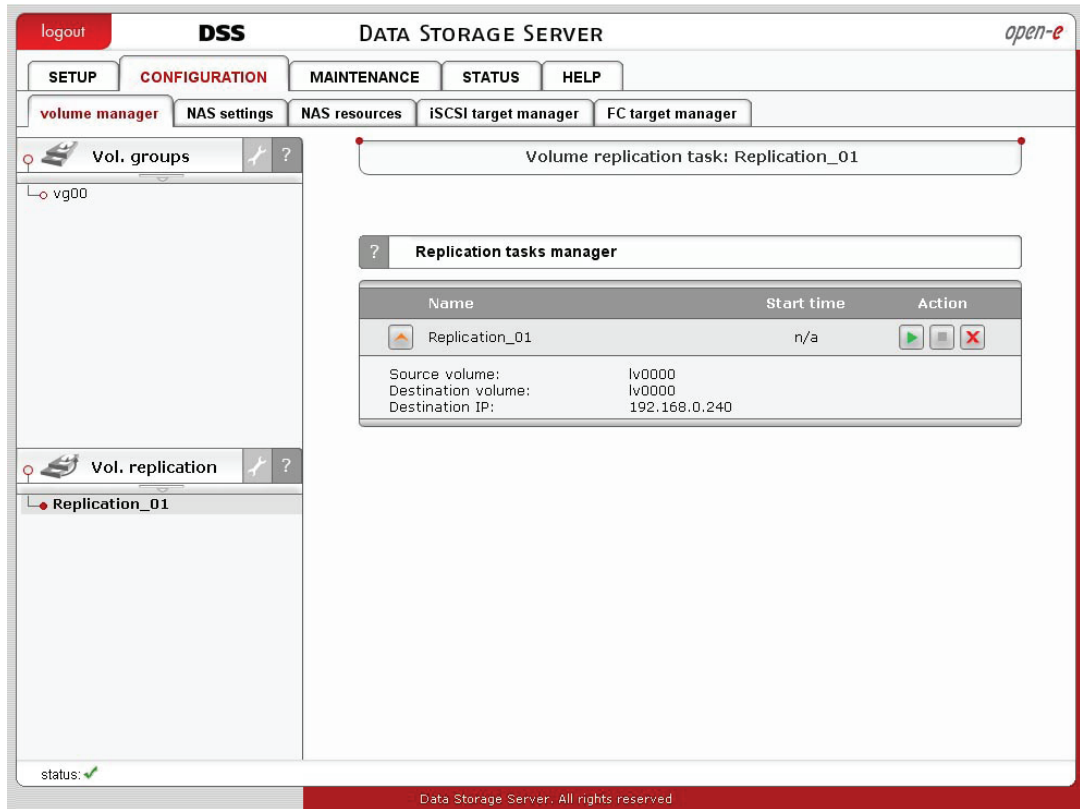 logout DSS DATA STORAGE SERVER open-e
SETUP CONFIGURATION MAINTENANCE STATUS HELP
volume manager NAS settings NAS resources iSCSI target manager FC target manager
Vol. groups ?
vg00
Volume replication task: Replication_01
? Replication tasks manager
Name Start time Action
Replication_01 n/a
Source volume: lv0000
Destination volume: lv0000
Destination IP: 192.168.0.240
Vol. replication ?
Replication_01
status:
Data Storage Server. All rights reserved